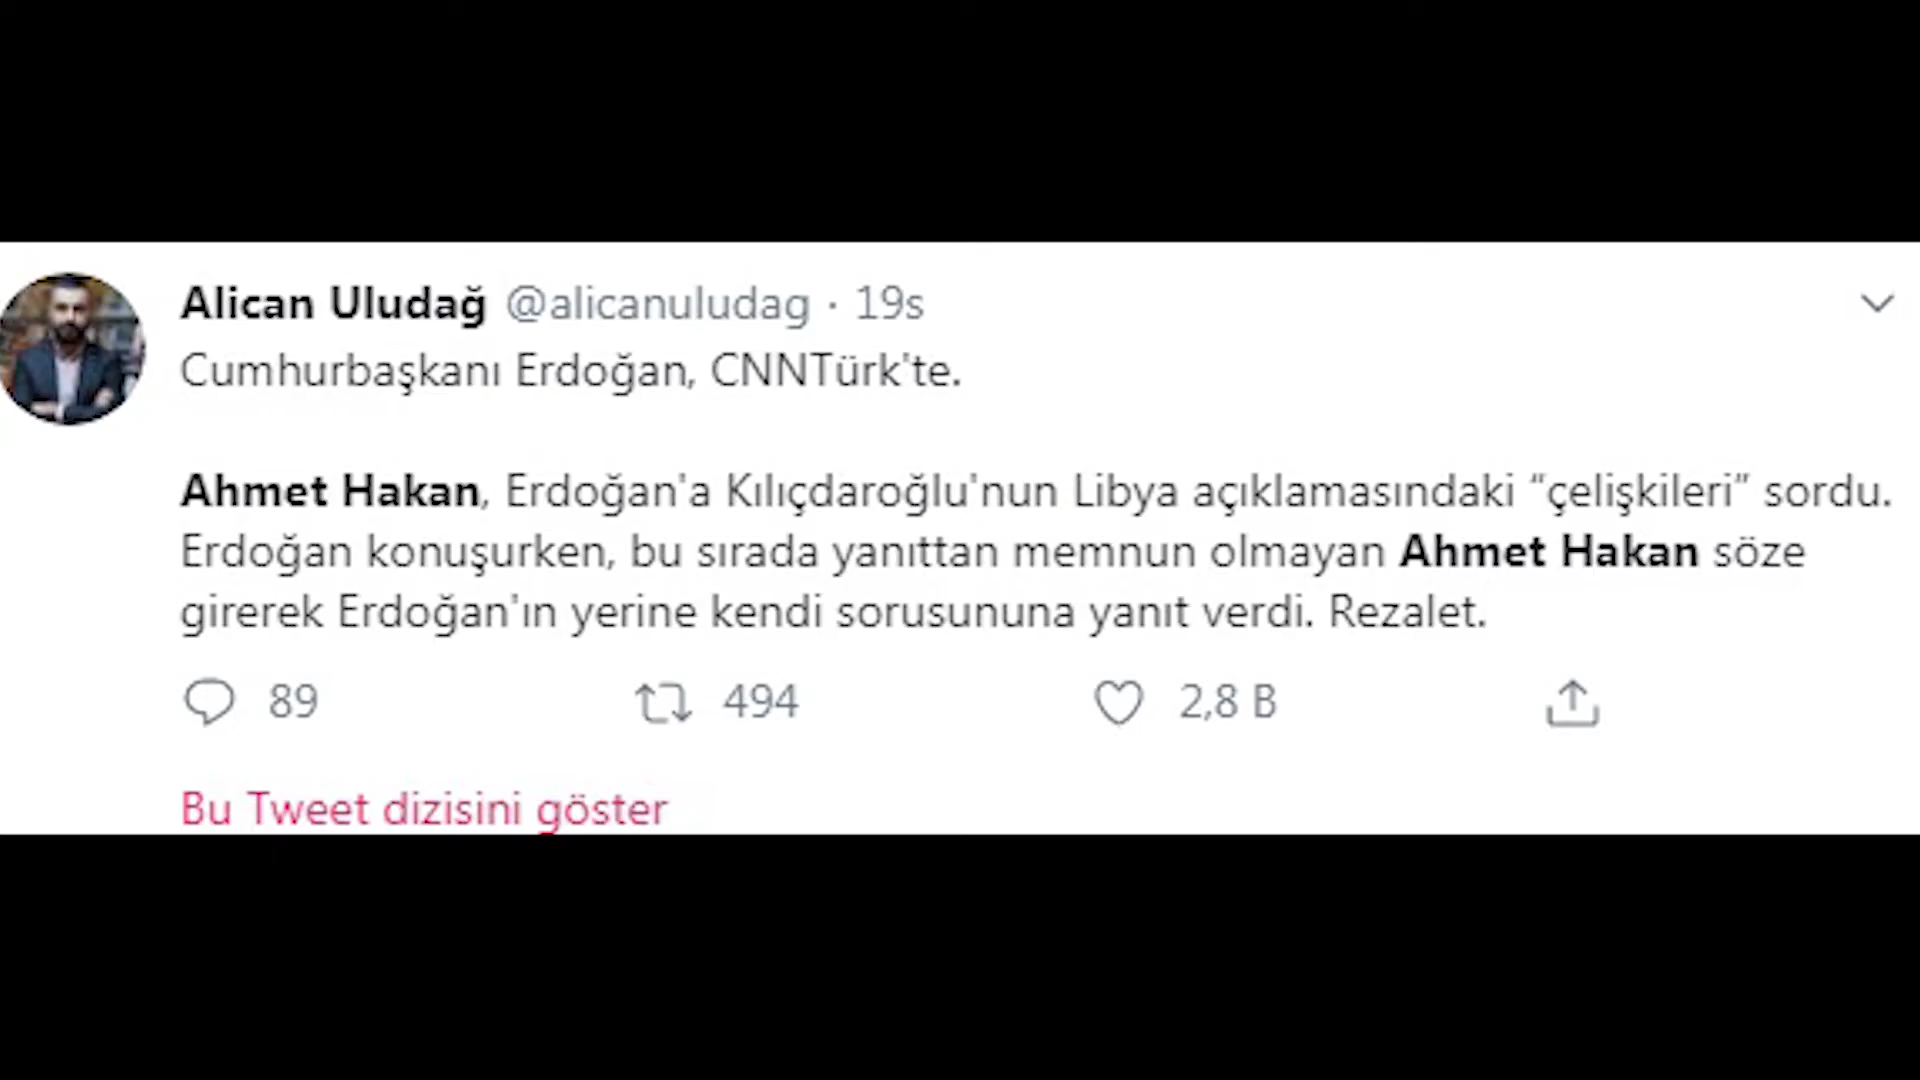 Alican Uludağ @alicanuludag · 19s
Cumhurbaşkanı Erdoğan, CNNTürk'te.
Ahmet Hakan, Erdoğan'a Kılıçdaroğlu'nun Libya açıklamasındaki “çelişkileri” sordu.
Erdoğan konuşurken, bu sırada yanıttan memnun olmayan Ahmet Hakan söze
girerek Erdoğan'ın yerine kendi sorusununa yanıt verdi. Rezalet.
89 494 2,8 B
Bu Tweet dizisini göster